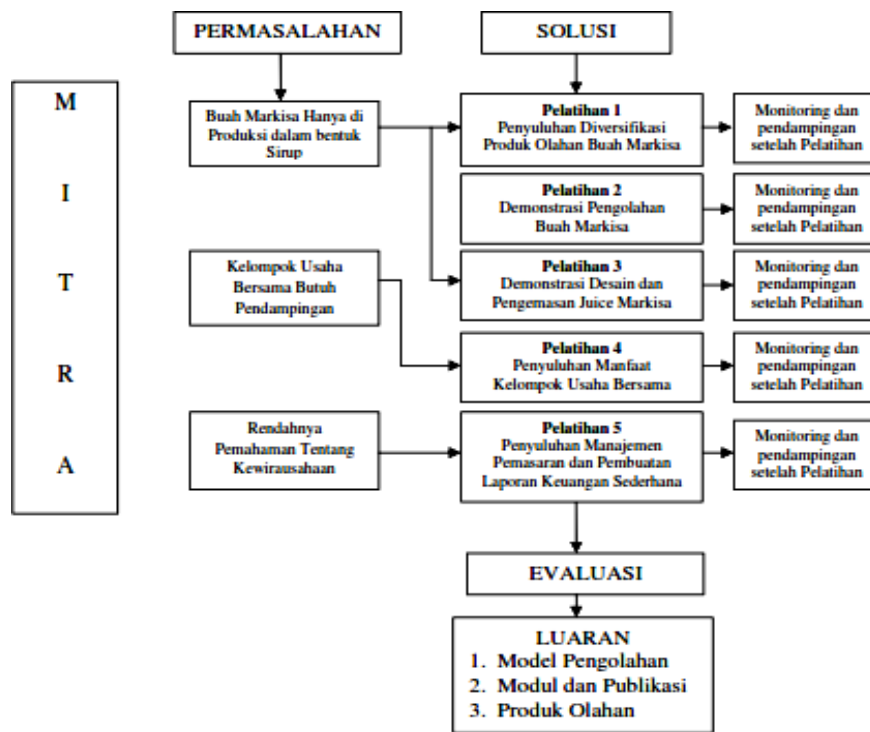 PERMASALAHAN
SOLUSI
M
I
T
R
A
Buah Markisa Hanya di
Produksi dalam bentuk
Sirup
Pelatihan 1
Penyuluhan Diversifikasi
Produk Olahan Buah Markisa
Monitoring dan
pendampingan
setelah Pelatihan
Pelatihan 2
Demonstrasi Pengolahan
Buah Markisa
Monitoring dan
pendampingan
setelah Pelatihan
Kelompok Usaha
Bersama Butuh
Pendampingan
Pelatihan 3
Demonstrasi Desain dan
Pengemasan Juice Markisa
Monitoring dan
pendampingan
setelah Pelatihan
Pelatihan 4
Penyuluhan Manfaat
Kelompok Usaha Bersama
Monitoring dan
pendampingan
setelah Pelatihan
Rendahnya
Pemahaman Tentang
Kewirausahaan
Pelatihan 5
Penyuluhan Manajemen
Pemasaran dan Pembuatan
Laporan Keuangan Sederhana
Monitoring dan
pendampingan
setelah Pelatihan
EVALUASI
LUARAN
1. Model Pengolahan
2. Modul dan Publikasi
3. Produk Olahan